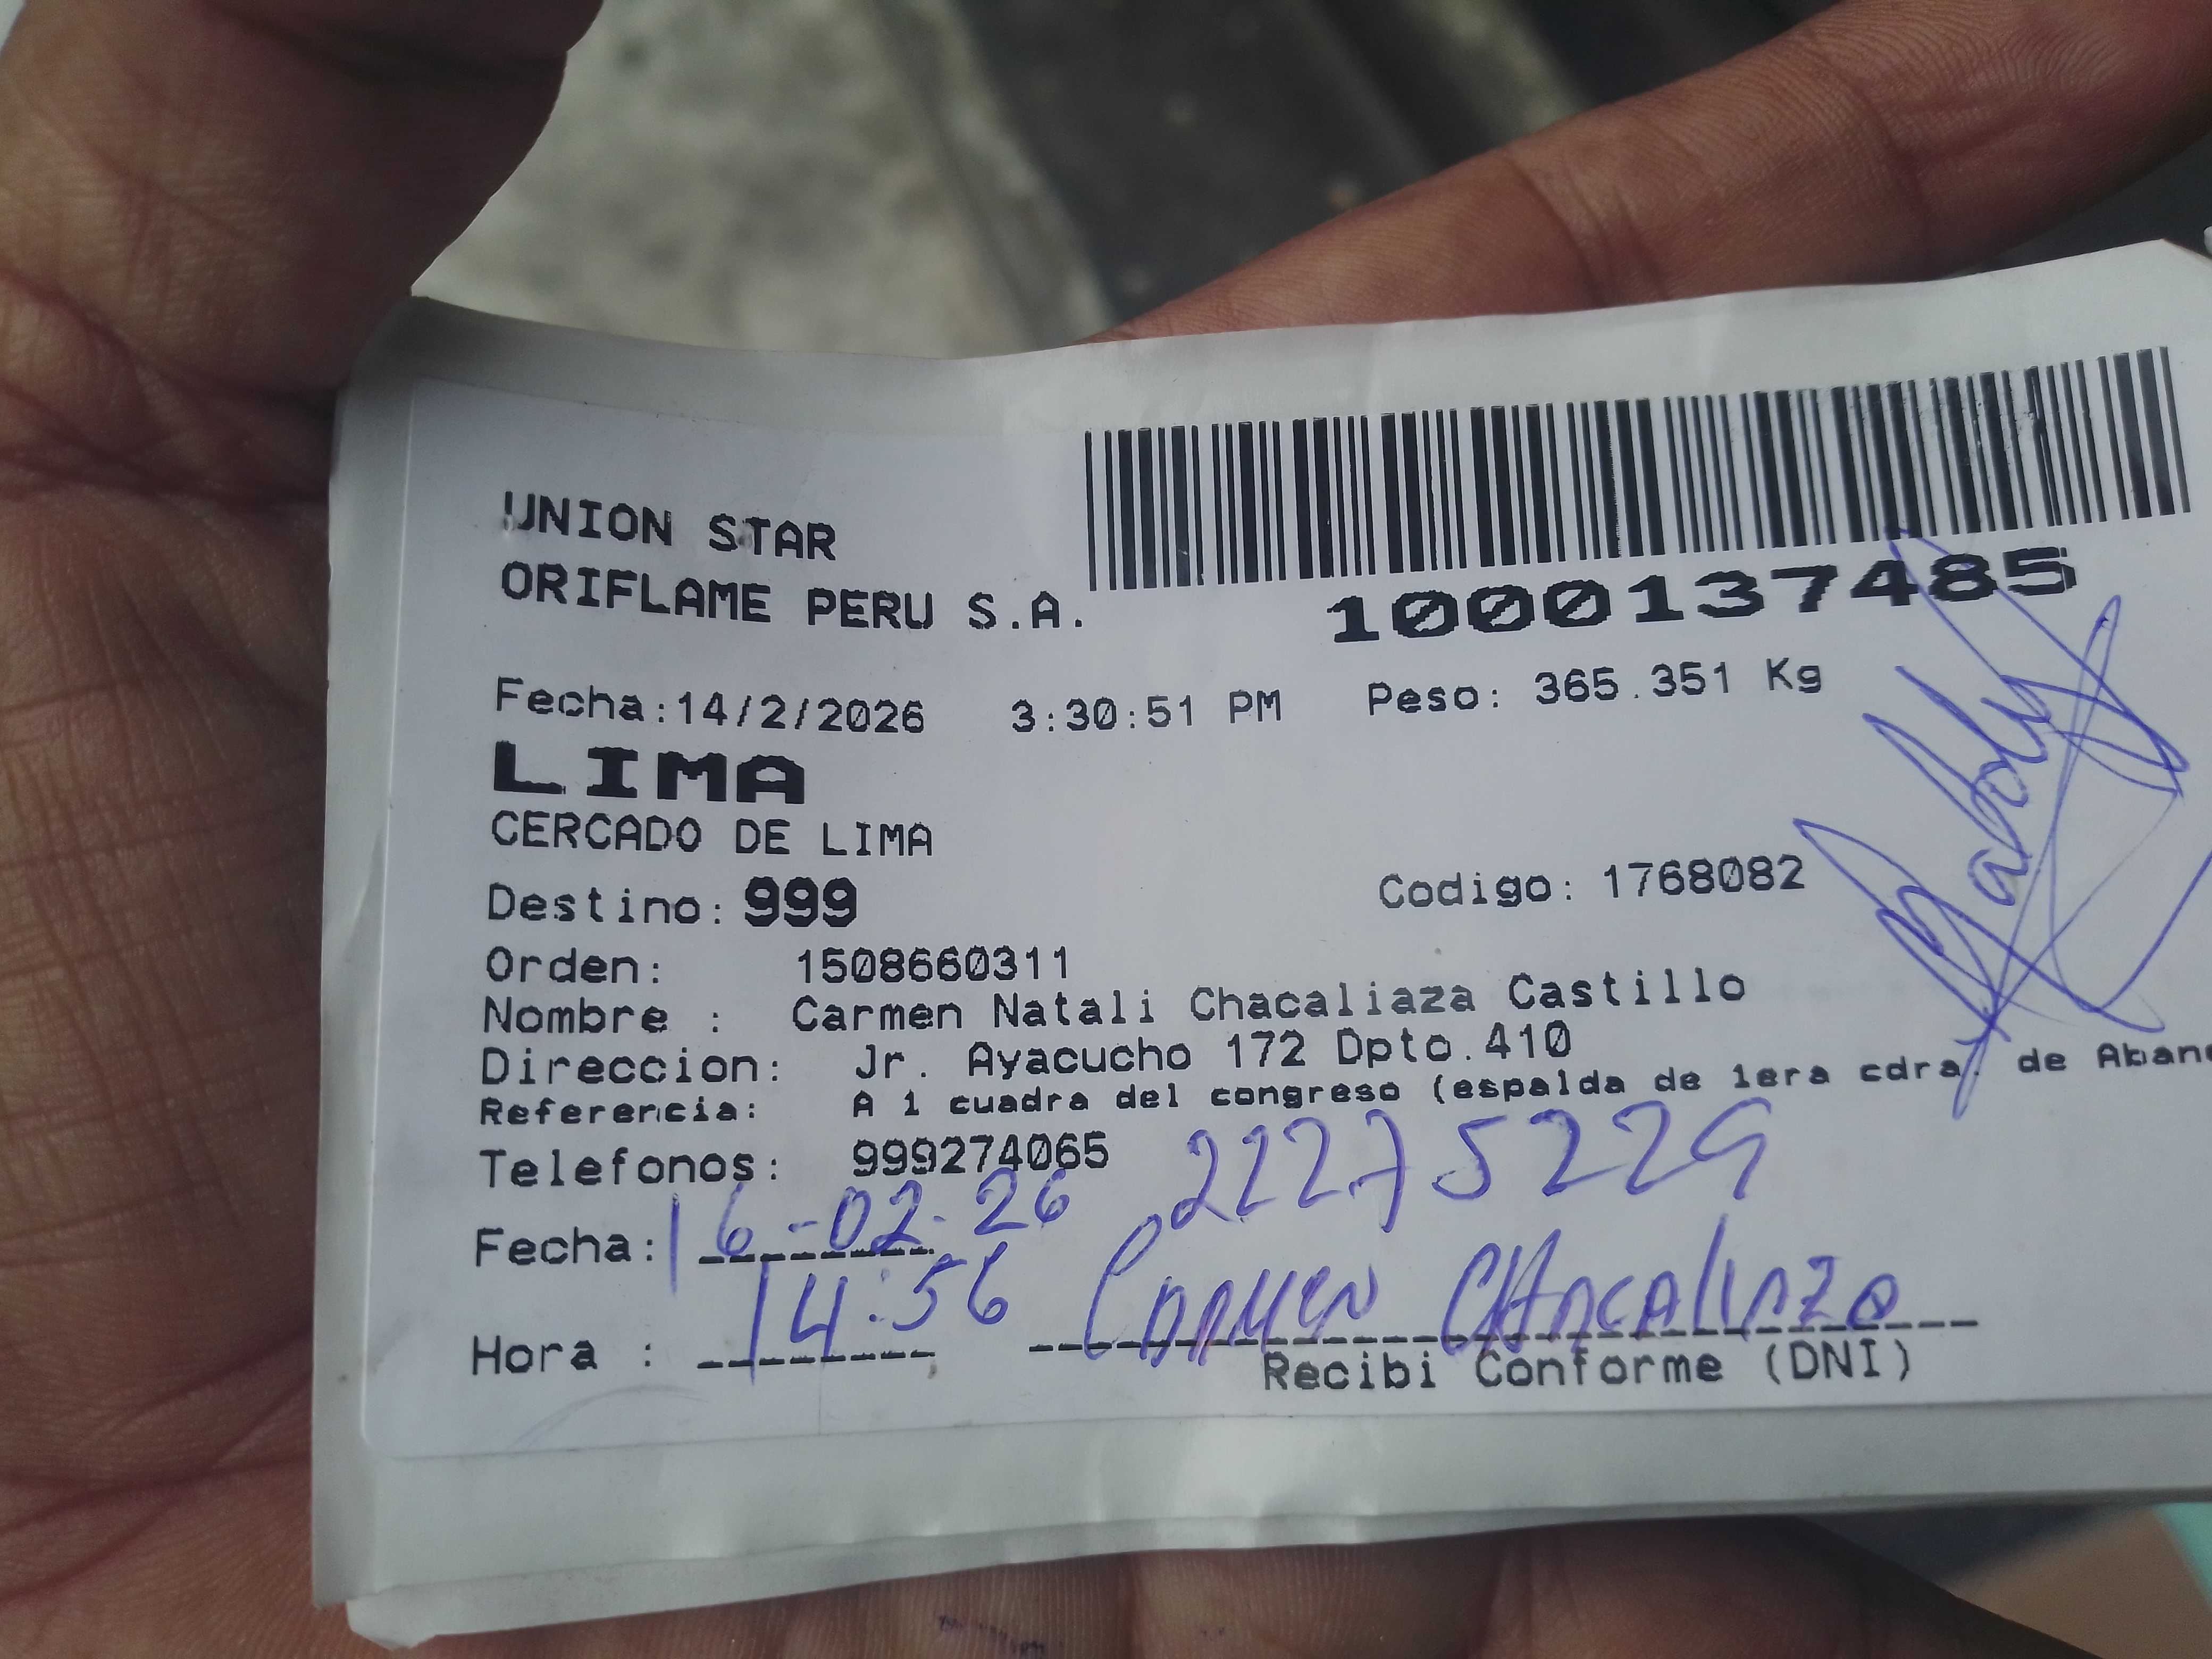 UNION STAR
ORIFLAME PERU S.A.
1000137485
Fecha:14/2/2026 3:30:51 PM Peso: 365.351 Kg
LIMA
CERCADO DE LIMA
Destino: 999 Codigo: 1768082
Orden: 1508660311
Nombre : Carmen Natali Chacaliaza Castillo
Direccion: Jr. Ayacucho 172 Dpto.410
Referencia: A 1 cuadra del congreso (espalda de 1era cdra. de Aban
Telefonos: 999274065 22275229
Fecha: 16-02-26
Hora : 14:56 Carmen CHAcaliaza
Recibi Conforme (DNI)